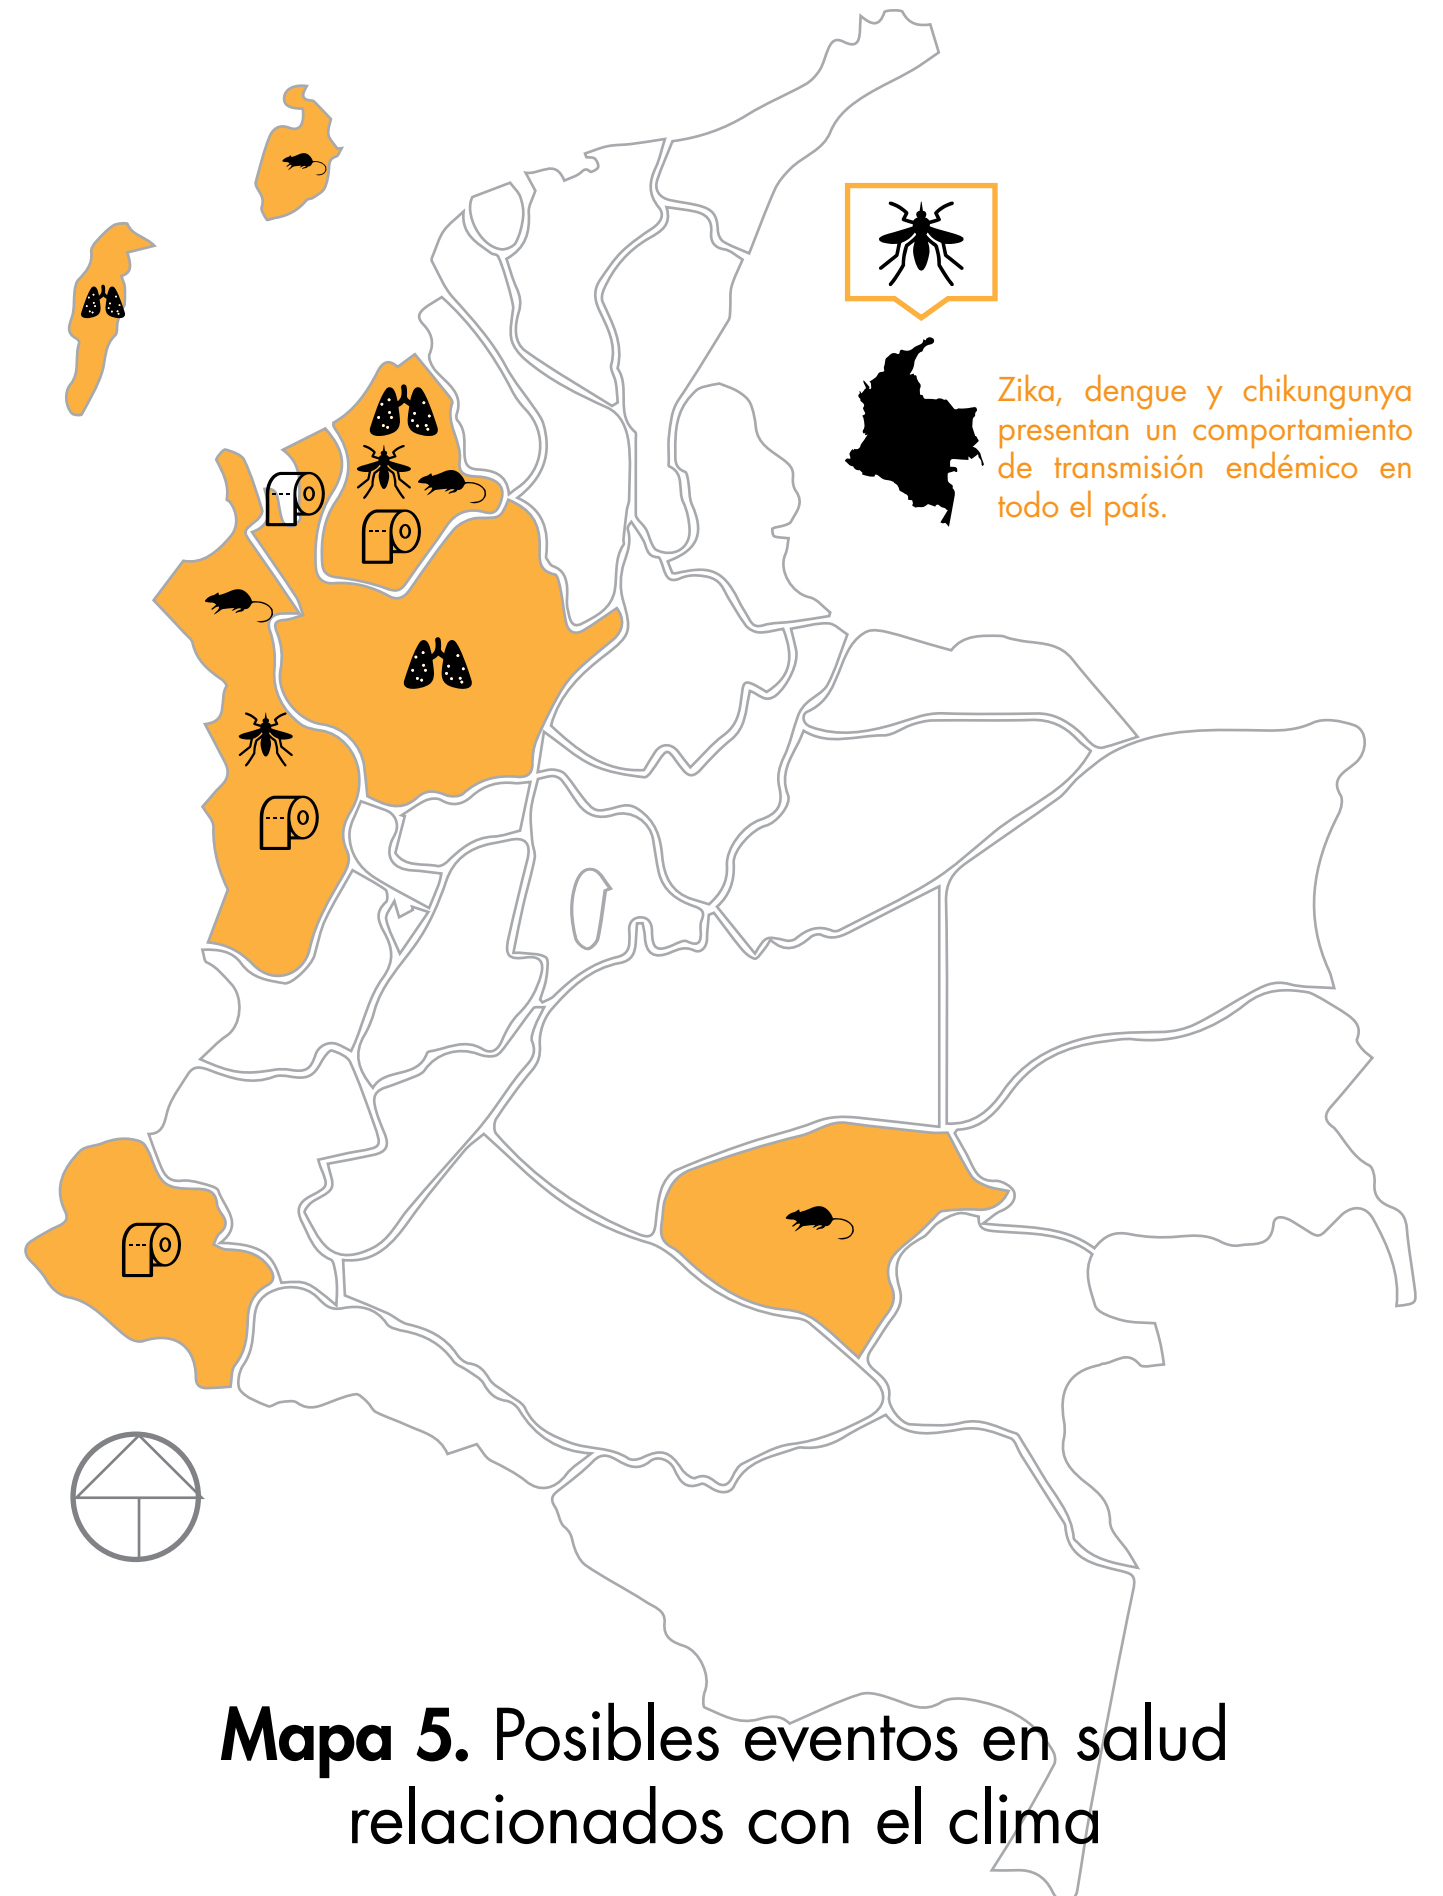 Zika, dengue y chikungunya
presentan un comportamiento
de transmisión endémico en
todo el país.
Mapa 5. Posibles eventos en salud
relacionados con el clima